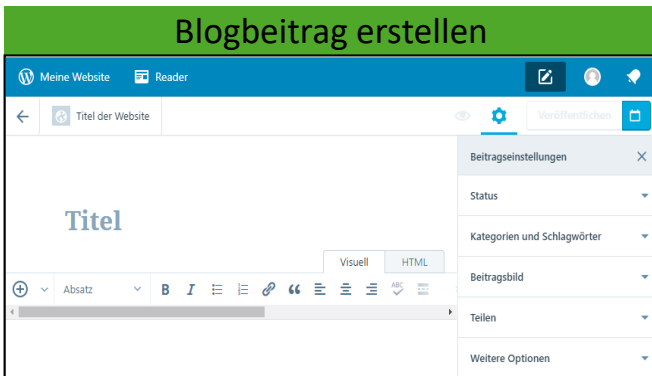 Blogbeitrag erstellen
Meine Website Reader
Titel der Website Veröffentlichen
Beitragseinstellungen
Status
Titel
Kategorien und Schlagwörter
Visuell HTML
Beitragsbild
Absatz B I ABC
Teilen
Weitere Optionen